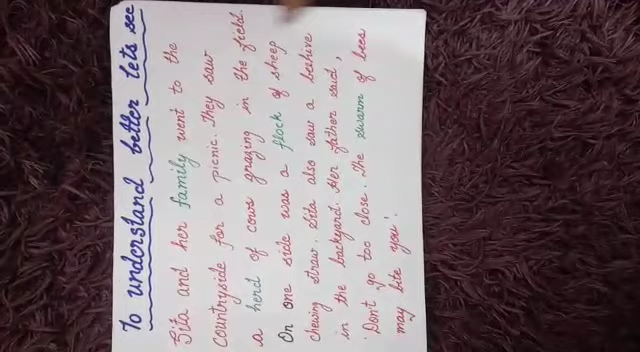 To understand better lets see
Sita and her family went to the
countryside for a picnic. They saw
a herd of cows grazing in the field.
On one side was a flock of sheep
chewing straw. Sita also saw a beehive
in the backyard. Her father said,
'Don't go too close. The swarm of bees
may bite you'.